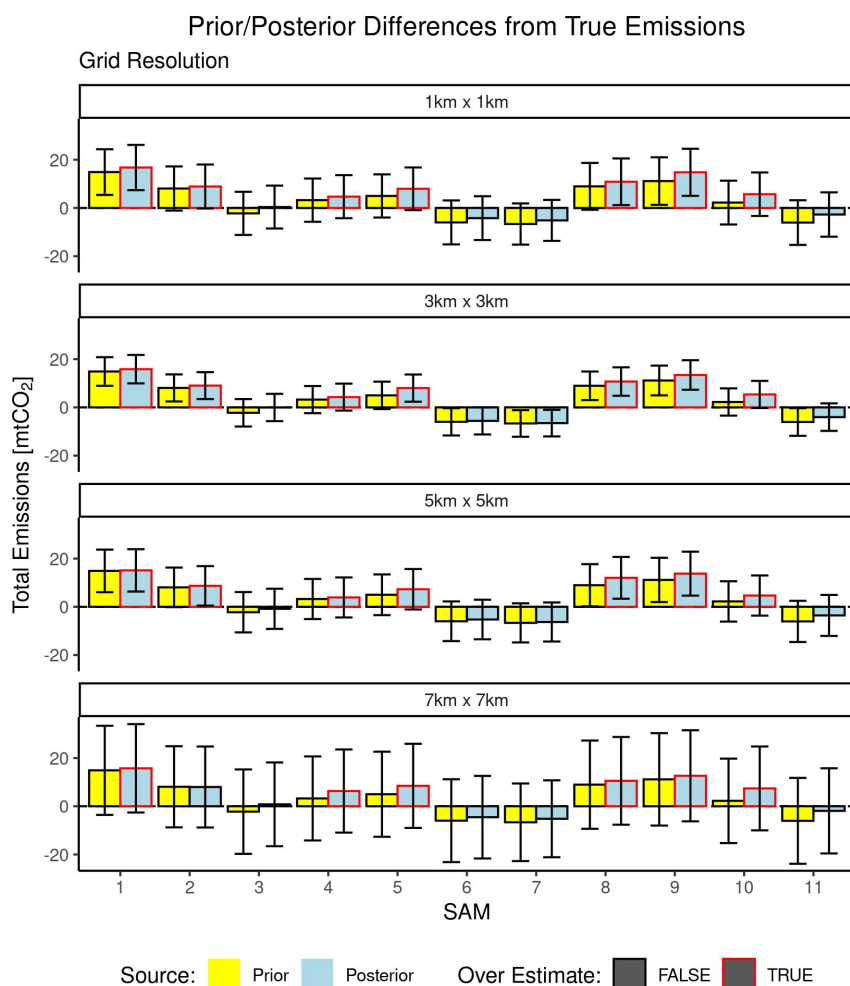 Prior/Posterior Differences from True Emissions
Grid Resolution
1km x 1km
20
0
-20
3km x 3km
20
0
-20
5km x 5km
20
0
-20
7km x 7km
20
0
-20
Total Emissions [mtCO₂]
1 2 3 4 5 6 7 8 9 10 11
SAM
Source: Prior Posterior Over Estimate: FALSE TRUE